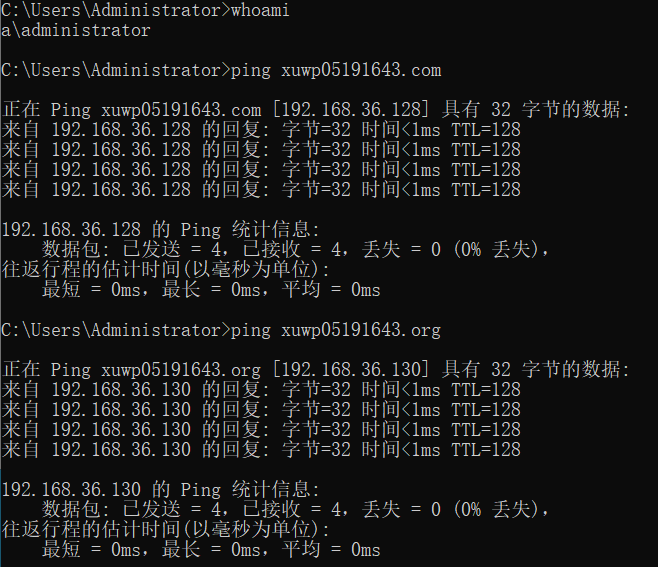 C:\Users\Administrator>whoami
a\administrator
C:\Users\Administrator>ping xuwp05191643.com
正在 Ping xuwp05191643.com [192.168.36.128] 具有 32 字节的数据:
来自 192.168.36.128 的回复: 字节=32 时间<1ms TTL=128
来自 192.168.36.128 的回复: 字节=32 时间<1ms TTL=128
来自 192.168.36.128 的回复: 字节=32 时间<1ms TTL=128
来自 192.168.36.128 的回复: 字节=32 时间<1ms TTL=128
192.168.36.128 的 Ping 统计信息:
    数据包: 已发送 = 4，已接收 = 4，丢失 = 0 (0% 丢失)，
往返行程的估计时间(以毫秒为单位):
    最短 = 0ms，最长 = 0ms，平均 = 0ms
C:\Users\Administrator>ping xuwp05191643.org
正在 Ping xuwp05191643.org [192.168.36.130] 具有 32 字节的数据:
来自 192.168.36.130 的回复: 字节=32 时间<1ms TTL=128
来自 192.168.36.130 的回复: 字节=32 时间<1ms TTL=128
来自 192.168.36.130 的回复: 字节=32 时间<1ms TTL=128
来自 192.168.36.130 的回复: 字节=32 时间<1ms TTL=128
192.168.36.130 的 Ping 统计信息:
    数据包: 已发送 = 4，已接收 = 4，丢失 = 0 (0% 丢失)，
往返行程的估计时间(以毫秒为单位):
    最短 = 0ms，最长 = 0ms，平均 = 0ms